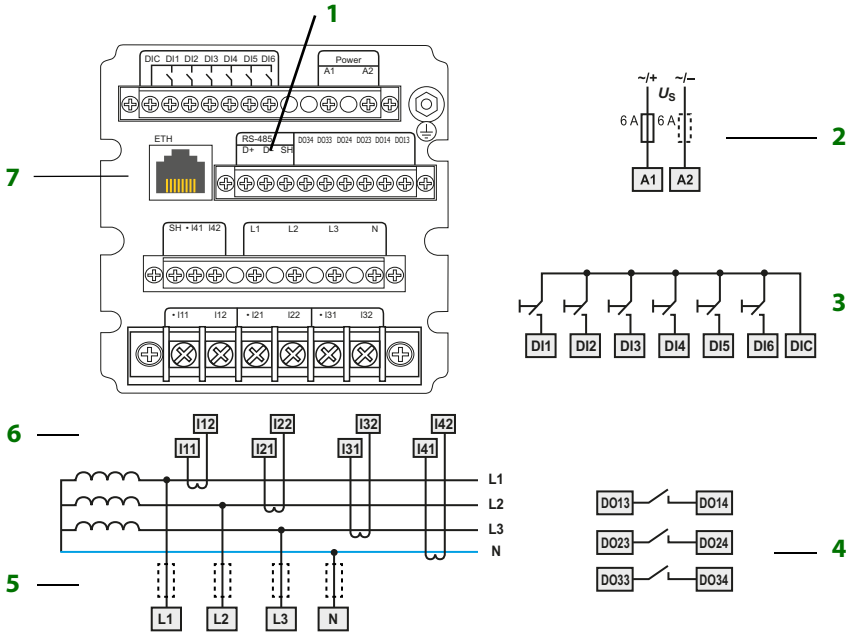 1
DIC DI1 DI2 DI3 DI4 DI5 DI6
Power
A1 A2
~/+ ~/–
US
6 A 6 A
2
A1 A2
ETH
RS-485
D+ D- SH
DO34 DO33 DO24 DO23 DO14 DO13
7
SH • I41 I42
L1 L2 L3 N
3
DI1 DI2 DI3 DI4 DI5 DI6 DIC
• I11 I12 • I21 I22 • I31 I32
6
I12 I22 I32 I42
I11 I21 I31 I41
L1
L2
L3
N
DO13 DO14
DO23 DO24
DO33 DO34
4
5
L1 L2 L3 N